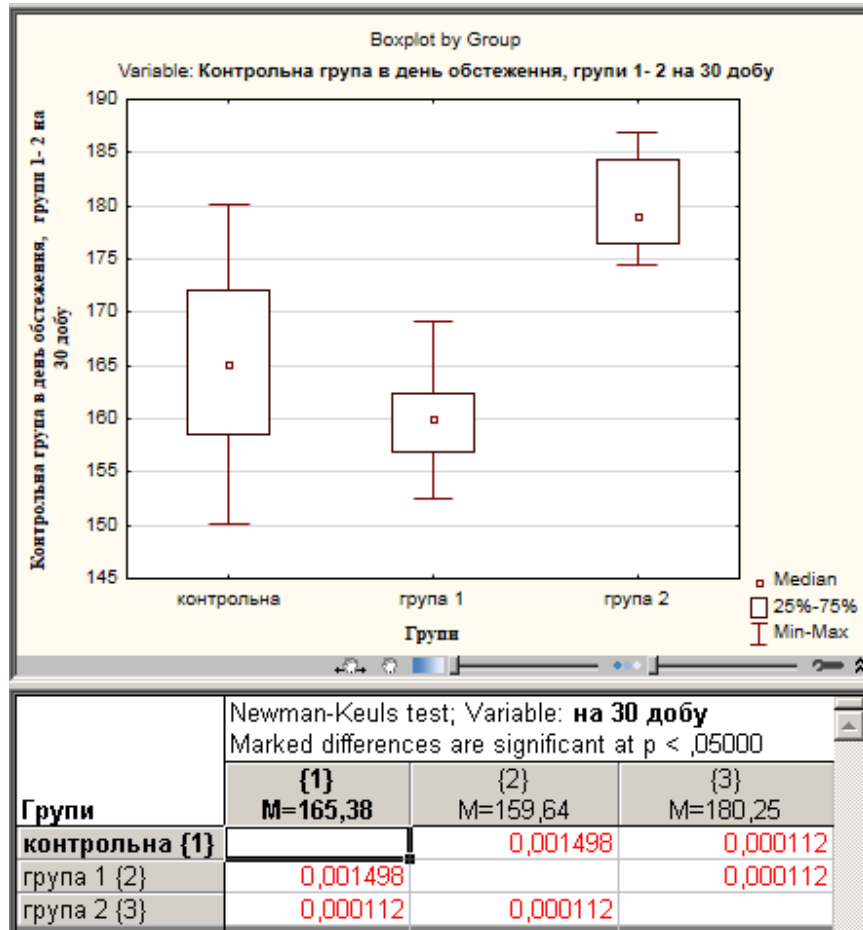 Boxplot by Group
Variable: Контрольна група в день обстеження, групи 1- 2 на 30 добу
Контрольна група в день обстеження, групи 1- 2 на
30 добу
190
185
180
175
170
165
160
155
150
145
контрольна група 1 група 2
Групи
Median
25%-75%
Min-Max
Newman-Keuls test; Variable: на 30 добу
Marked differences are significant at p < ,05000
Групи {1} {2} {3}
M=165,38 M=159,64 M=180,25
контрольна {1} 0,001498 0,000112
група 1 {2} 0,001498 0,000112
група 2 {3} 0,000112 0,000112